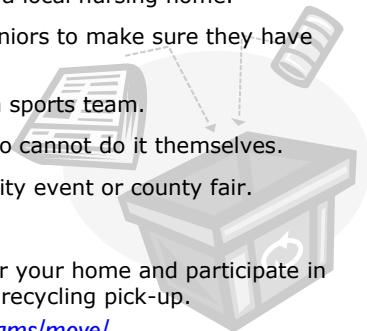 a local nursing home.
niors to make sure they have
sports team.
o cannot do it themselves.
ity event or county fair.
r your home and participate in
recycling pick-up.
ams/move/